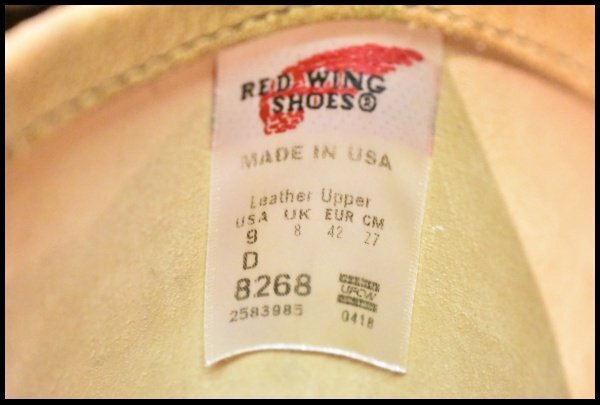 RED WING
SHOES®
MADE IN USA
Leather Upper
USA UK EUR CM
9 8 42 27
D
8268
UFCW
2583985 0418